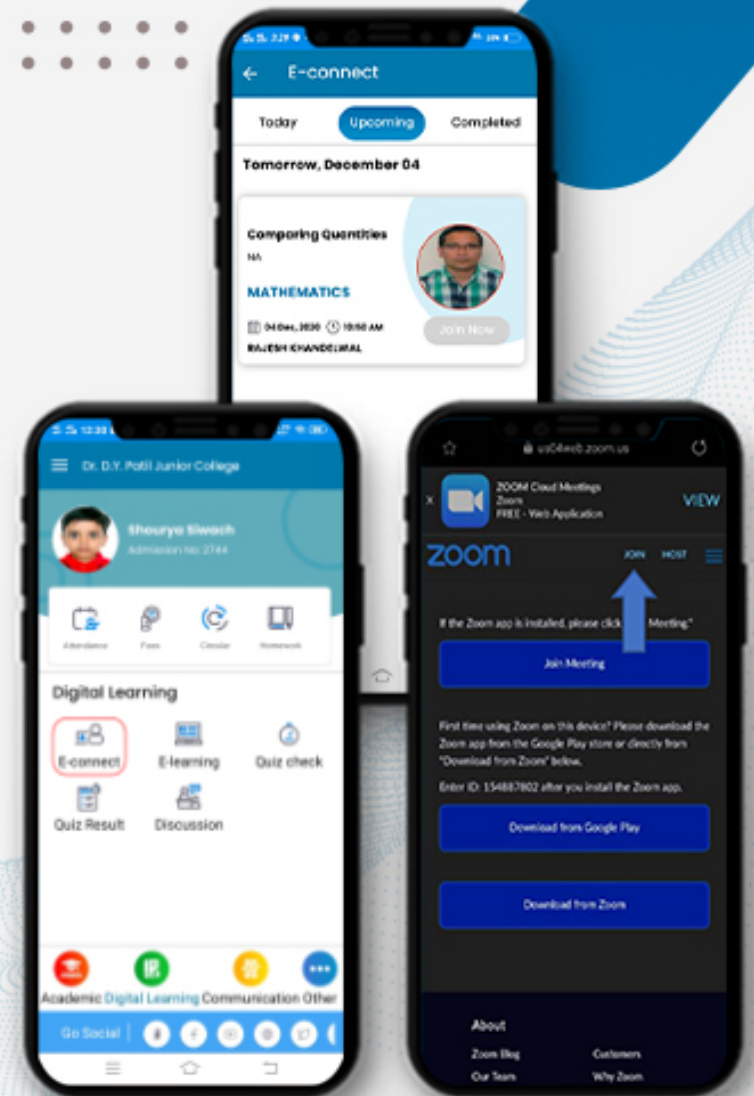 E-connect
Today Upcoming Completed
Tomorrow, December 04
Comparing Quantities
NA
MATHEMATICS
04 Dec, 2020 10:50 AM
Join Now
RAJESH KHANDELWAL
Dr. D.Y. Patil Junior College
Shourya Siwach
Admission No: 2744
Attendance Fees Circular Homework
Digital Learning
E-connect E-learning Quiz check
Quiz Result Discussion
Academic Digital Learning Communication Other
Go Social
us04web.zoom.us
ZOOM Cloud Meetings
Zoom
FREE - Web Application
VIEW
zoom JOIN HOST
If the Zoom app is installed, please click Meeting."
Join Meeting
First time using Zoom on this device? Please download the
Zoom app from the Google Play store or directly from
"Download from Zoom" below.
Enter ID: 154887802 after you install the Zoom app.
Download from Google Play
Download from Zoom
About
Zoom Blog Customers
Our Team Why Zoom